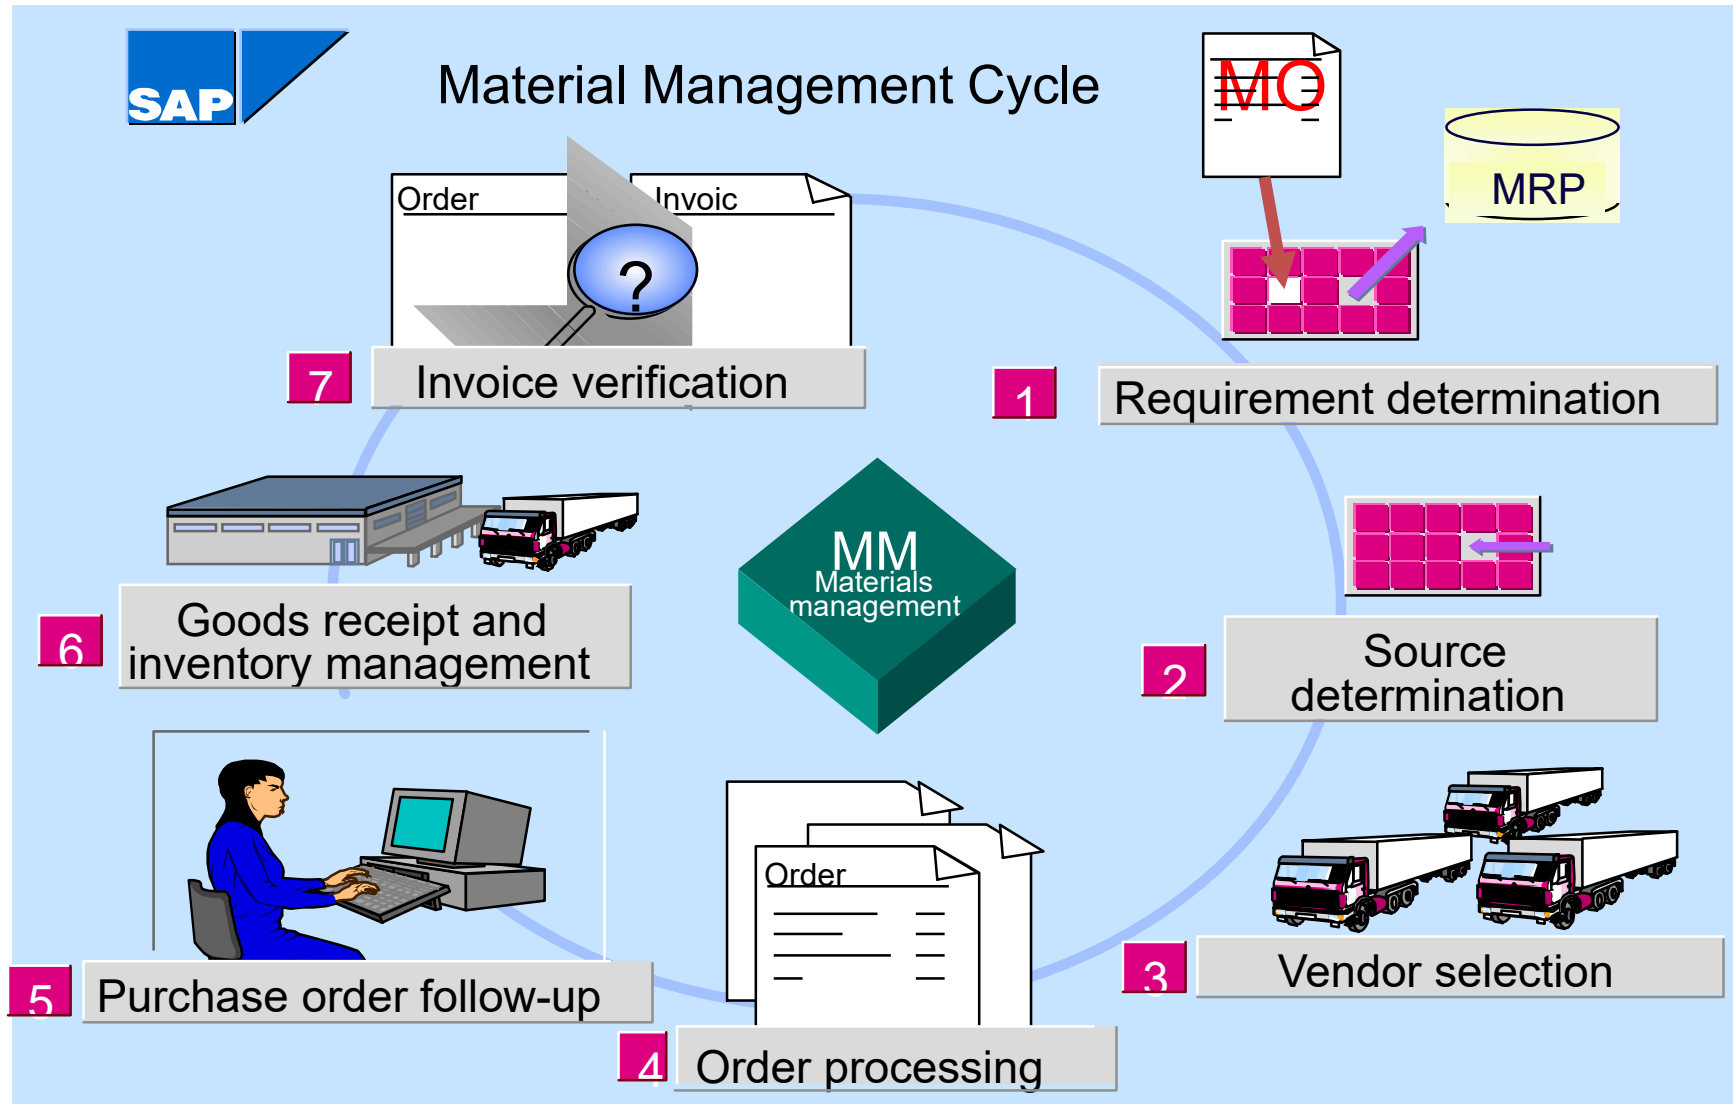 SAP
Material Management Cycle
MO
MRP
Order
Invoic
?
7
Invoice verification
1
Requirement determination
MM
Materials
management
6
Goods receipt and
inventory management
2
Source
determination
Order
5
Purchase order follow-up
3
Vendor selection
4
Order processing